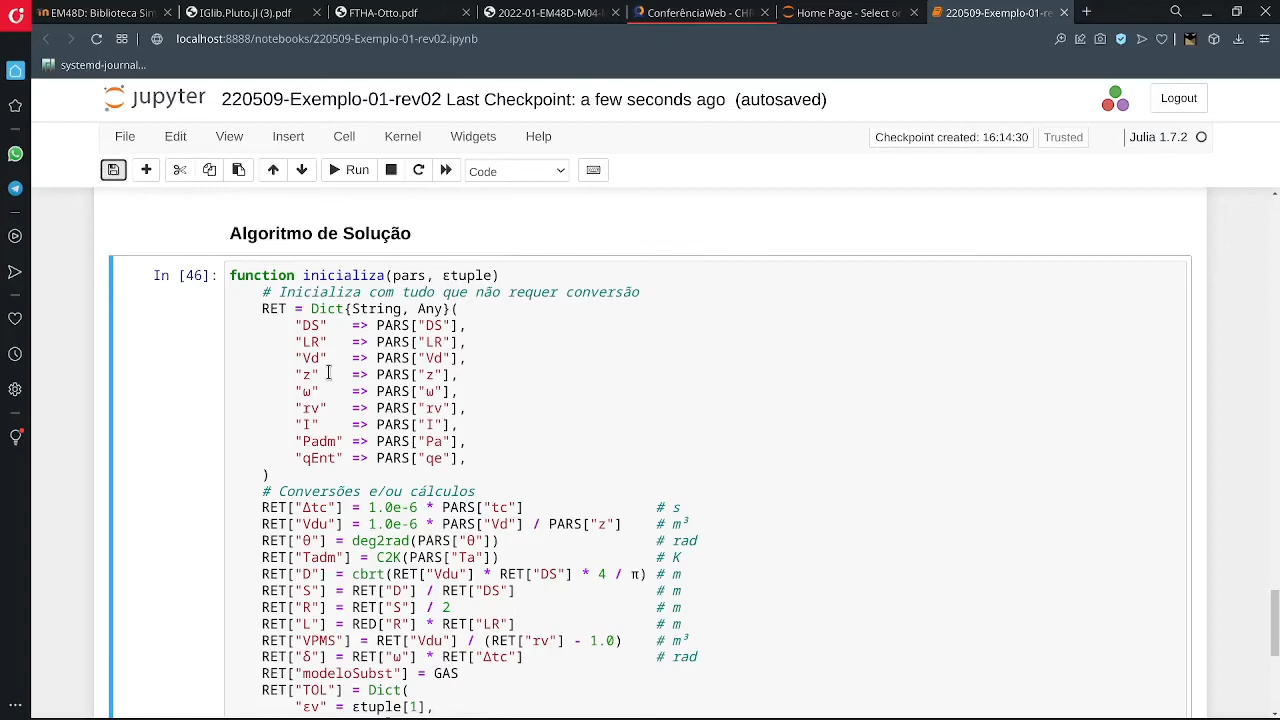 EM48D: Biblioteca Sim
IGlib.Pluto.jl (3).pdf
FTHA-Otto.pdf
2022-01-EM48D-M04-
ConferênciaWeb - CHF
Home Page - Select or
220509-Exemplo-01-re
localhost:8888/notebooks/220509-Exemplo-01-rev02.ipynb
systemd-journal...
jupyter 220509-Exemplo-01-rev02 Last Checkpoint: a few seconds ago (autosaved)
Logout
File Edit View Insert Cell Kernel Widgets Help
Checkpoint created: 16:14:30
Trusted
Julia 1.7.2
Run
Code
Algoritmo de Solução
In [46]:
function inicializa(pars, εtuple)
# Inicializa com tudo que não requer conversão
RET = Dict{String, Any}(
"DS" => PARS["DS"],
"LR" => PARS["LR"],
"Vd" => PARS["Vd"],
"z" => PARS["z"],
"ω" => PARS["ω"],
"rv" => PARS["rv"],
"I" => PARS["I"],
"Padm" => PARS["Pa"],
"qEnt" => PARS["qe"],
)
# Conversões e/ou cálculos
RET["Δtc"] = 1.0e-6 * PARS["tc"] # s
RET["Vdu"] = 1.0e-6 * PARS["Vd"] / PARS["z"] # m³
RET["θ"] = deg2rad(PARS["θ"]) # rad
RET["Tadm"] = C2K(PARS["Ta"]) # K
RET["D"] = cbrt(RET["Vdu"] * RET["DS"] * 4 / π) # m
RET["S"] = RET["D"] / RET["DS"] # m
RET["R"] = RET["S"] / 2 # m
RET["L"] = RED["R"] * RET["LR"] # m
RET["VPMS"] = RET["Vdu"] / (RET["rv"] - 1.0) # m³
RET["δ"] = RET["ω"] * RET["Δtc"] # rad
RET["modeloSubst"] = GAS
RET["TOL"] = Dict(
"εv" = εtuple[1],